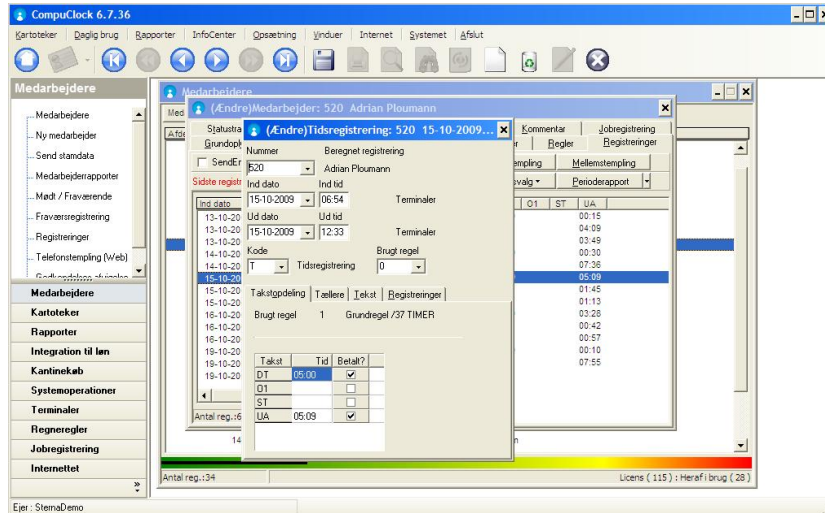 CompuClock 6.7.36
Kartoteker Daglig brug Rapporter InfoCenter Opsætning Vinduer Internet Systemet Afslut
Medarbejdere
Medarbejdere
Ny medarbejder
Send stamdata
Medarbejderrapporter
Mødt / Fraværende
Fraværsregistrering
Registreringer
Telefonstempling (Web)
Medarbejdere
Kartoteker
Rapporter
Integration til løn
Kantinekøb
Systemoperationer
Terminaler
Regneregler
Jobregistrering
Internettet
Ejer : SternaDemo
Medarbejdere
Med
Afde
(Ændre)Medarbejder: 520 Adrian Ploumann
Statustra Kommentar Jobregistrering
Grundopl Regler Registreringer
SendEr empling Mellemstempling
Sidste registr svalg Perioderapport
Ind dato O1 ST UA
13-10-20 00:15
13-10-20 04:09
13-10-20 03:49
14-10-20 00:30
14-10-20 07:36
15-10-20 05:09
15-10-20 01:45
15-10-20 01:13
16-10-20 03:28
16-10-20 00:42
16-10-20 00:57
19-10-20 00:10
19-10-20 07:55
19-10-20
Antal reg.:6
14
(Ændre)Tidsregistrering: 520 15-10-2009...
Nummer Beregnet registrering
520 Adrian Ploumann
Ind dato Ind tid
15-10-2009 06:54 Terminaler
Ud dato Ud tid
15-10-2009 12:33 Terminaler
Kode Brugt regel
T Tidsregistrering 0
Takstopdeling Tællere Tekst Registreringer
Brugt regel 1 Grundregel /37 TIMER
Takst Tid Betalt?
DT 05:00
O1
ST
UA 05:09
Antal reg.:34
Licens ( 115 ) : Heraf i brug ( 28 )